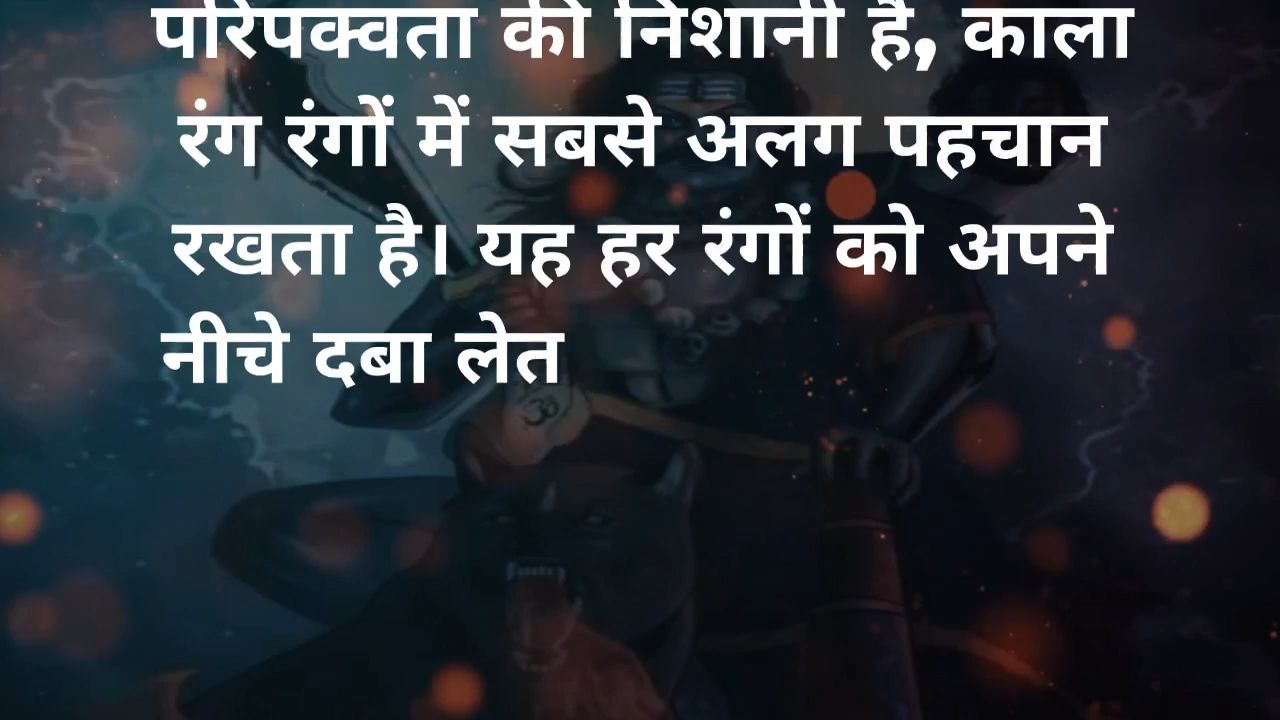 परिपक्वता की निशानी है, काला
रंग रंगों में सबसे अलग पहचान
रखता है। यह हर रंगों को अपने
नीचे दबा लेत